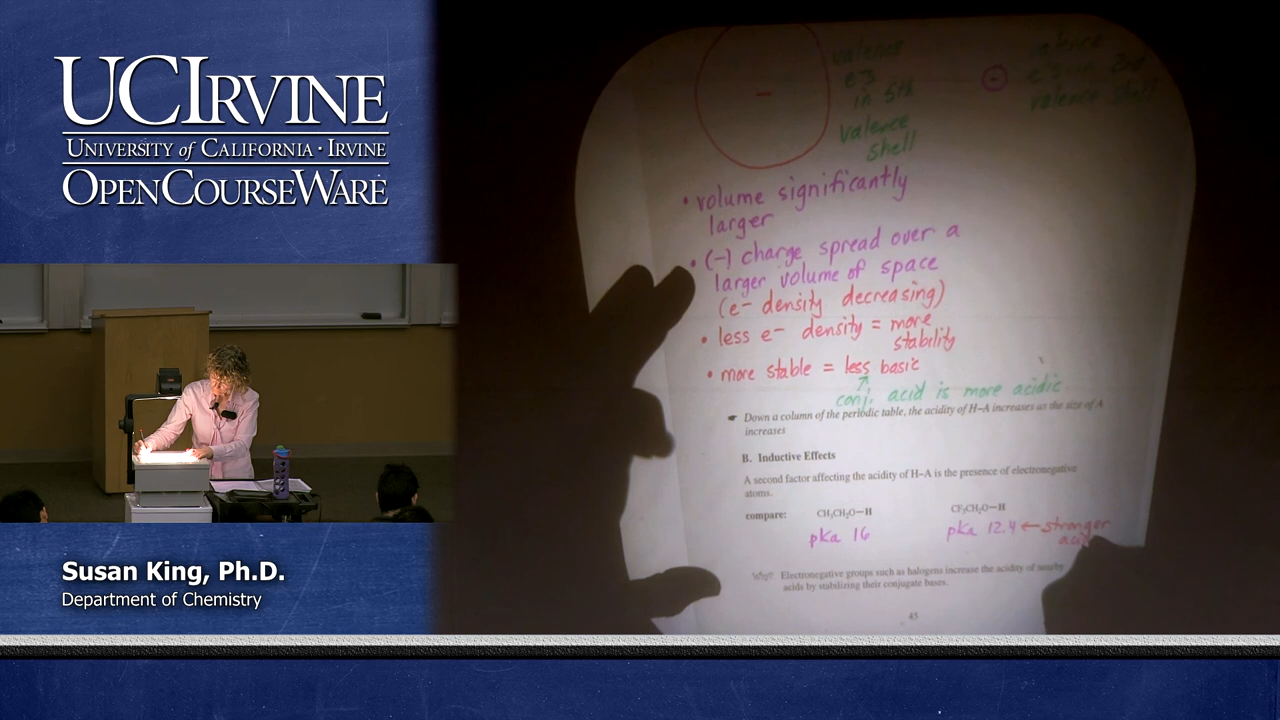 UCIRVINE
UNIVERSITY of CALIFORNIA · IRVINE
OPENCOURSEWARE
Susan King, Ph.D.
Department of Chemistry
valence
e-s
in 5th
valence
shell
-
-
e-s in 2nd
valence shell
• volume significantly
larger
• (-) charge spread over a
larger volume of space
(e- density decreasing)
• less e- density = more
stability
• more stable = less basic
conj. acid is more acidic
☛ Down a column of the periodic table, the acidity of H–A increases as the size of A
increases
B. Inductive Effects
A second factor affecting the acidity of H–A is the presence of electronegative
atoms.
compare: CH₃CH₂O—H CF₃CH₂O—H
pka 16 pka 12.4 ← stronger
acid
Why? Electronegative groups such as halogens increase the acidity of nearby
acids by stabilizing their conjugate bases.
45